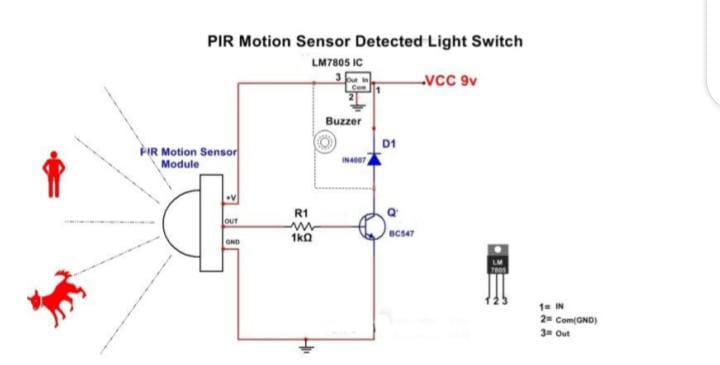 PIR Motion Sensor Detected Light Switch
LM7805 IC
3
Out In
Com
1
2
VCC 9v
Buzzer
D1
IN4007
PIR Motion Sensor
Module
+V
OUT
GND
R1
1kΩ
Q'
BC547
LM
7805
1 2 3
1= IN
2= Com(GND)
3= Out